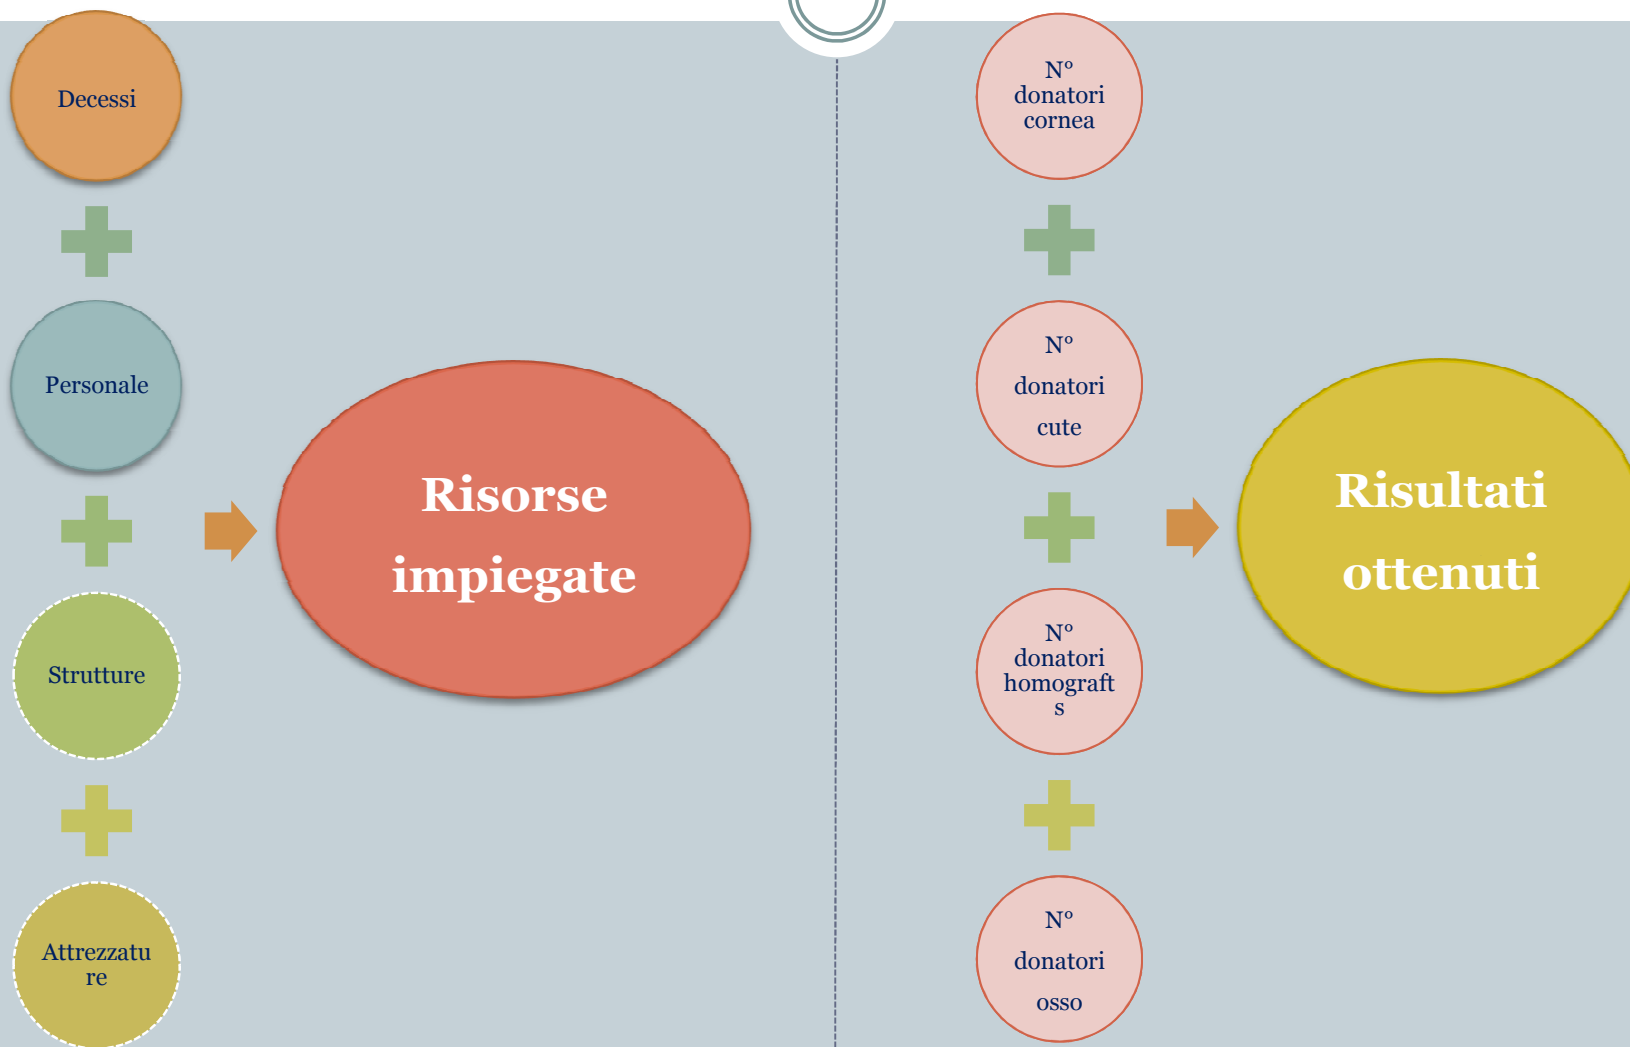 Decessi
Personale
Strutture
Attrezzatu
re
Risorse
impiegate
N°
donatori
cornea
N°
donatori
cute
N°
donatori
homograft
s
N°
donatori
osso
Risultati
ottenuti